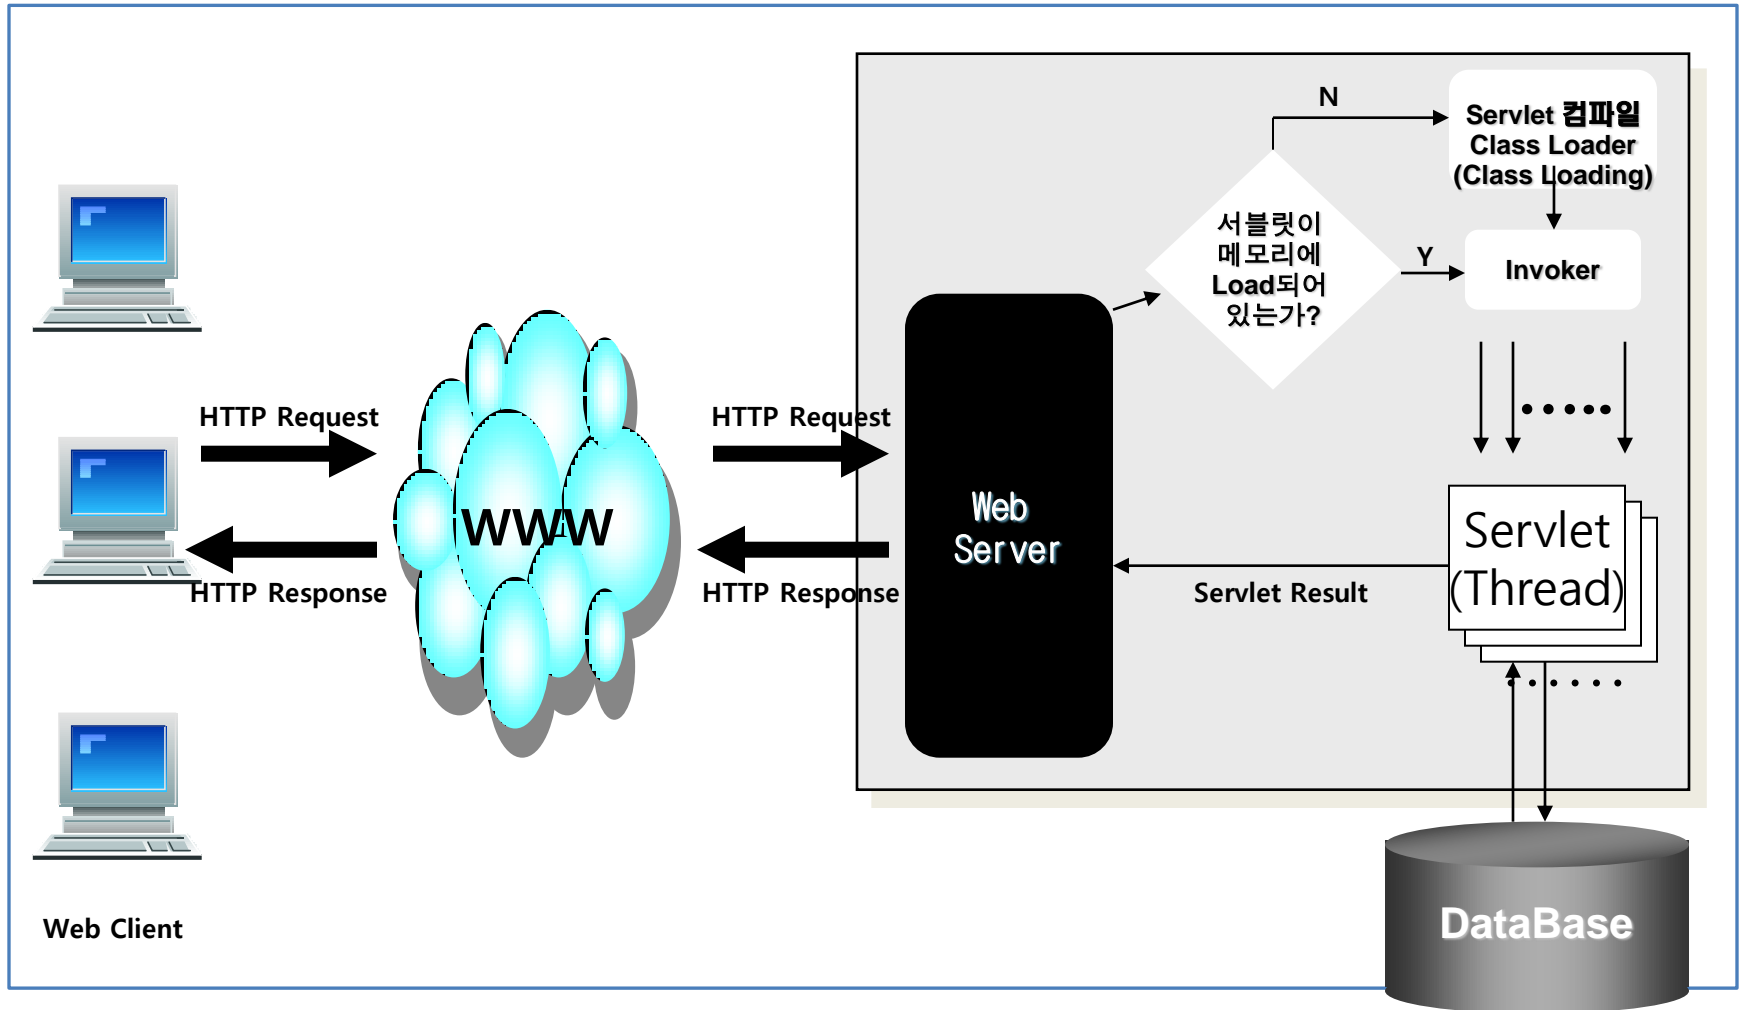 N
Servlet 컴파일
Class Loader
(Class Loading)
서블릿이
메모리에
Load되어
있는가?
Y
Invoker
HTTP Request
HTTP Request
WWW
Web
Server
Servlet
(Thread)
HTTP Response
HTTP Response
Servlet Result
Web Client
DataBase